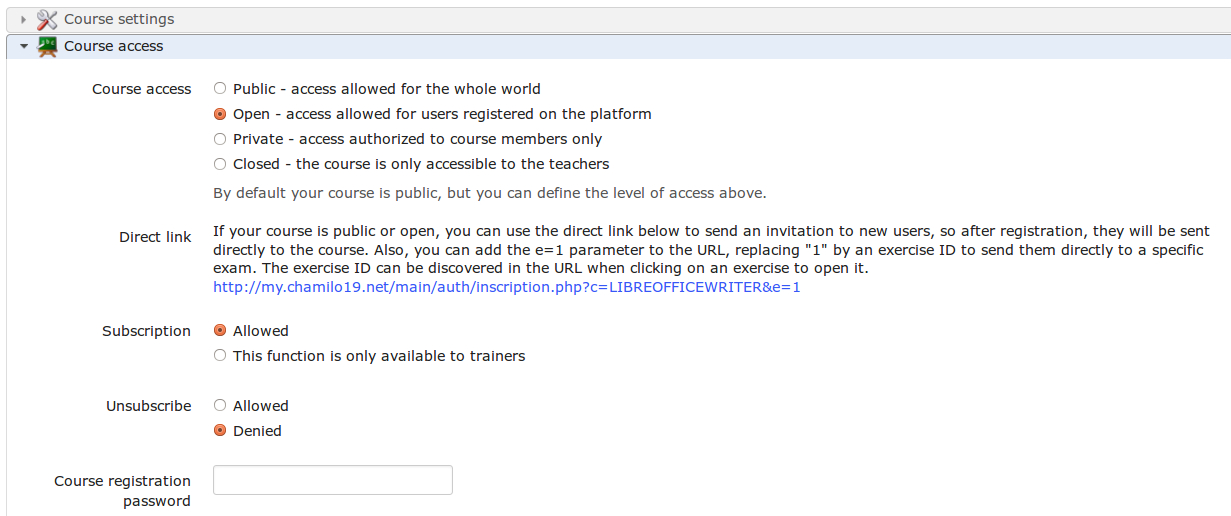 Course settings
Course access
Course access
Public - access allowed for the whole world
Open - access allowed for users registered on the platform
Private - access authorized to course members only
Closed - the course is only accessible to the teachers
By default your course is public, but you can define the level of access above.
Direct link
If your course is public or open, you can use the direct link below to send an invitation to new users, so after registration, they will be sent
directly to the course. Also, you can add the e=1 parameter to the URL, replacing "1" by an exercise ID to send them directly to a specific
exam. The exercise ID can be discovered in the URL when clicking on an exercise to open it.
http://my.chamilo19.net/main/auth/inscription.php?c=LIBREOFFICEWRITER&e=1
Subscription
Allowed
This function is only available to trainers
Unsubscribe
Allowed
Denied
Course registration
password